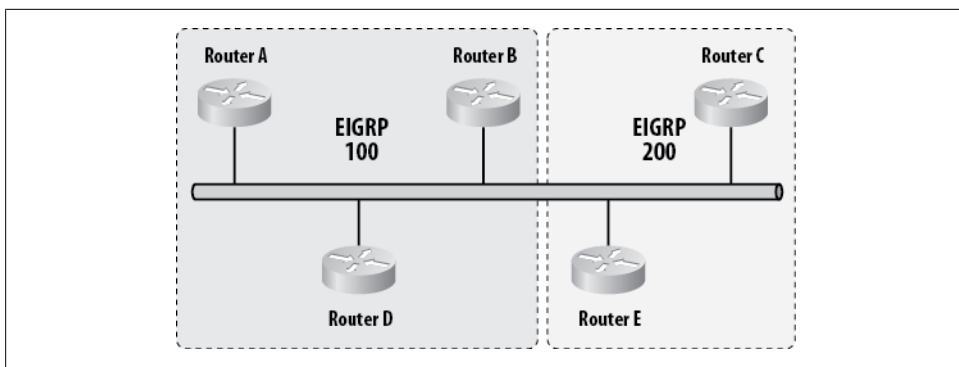 Router A
Router B
Router C
EIGRP
100
EIGRP
200
Router D
Router E